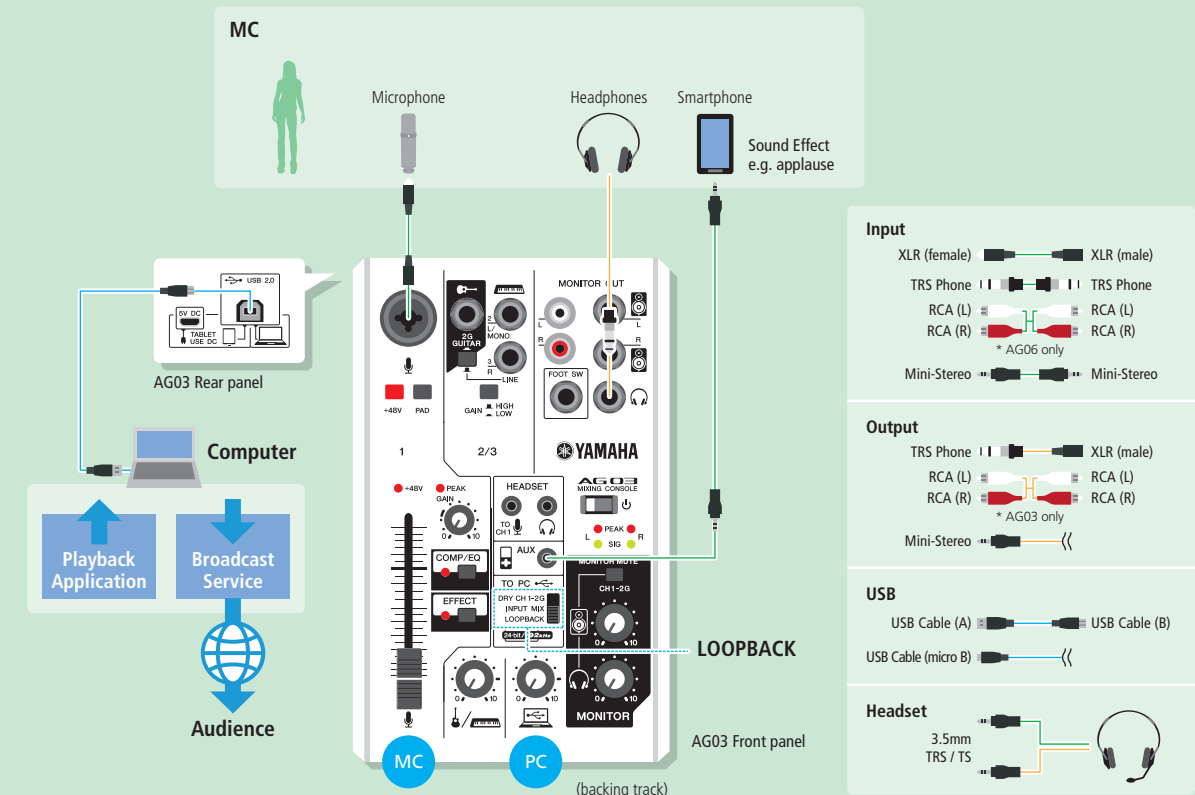 MC
Microphone
Headphones
Smartphone
Sound Effect
e.g. applause
USB 2.0
5V DC
TABLET
USE DC
AG03 Rear panel
Computer
Playback
Application
Broadcast
Service
Audience
MONITOR OUT
2G
GUITAR
2
L/
MONO
3
R
LINE
L
R
L
R
FOOT SW
+48V
PAD
GAIN
HIGH
LOW
1
2/3
YAMAHA
AG03
MIXING CONSOLE
+48V
PEAK
GAIN
0
10
HEADSET
TO
CH1
PEAK
L
R
SIG
AUX
COMP/EQ
EFFECT
TO PC
DRY CH 1-2G
INPUT MIX
LOOPBACK
24-bit/192kHz
MONITOR MUTE
CH1-2G
0
10
0
10
0
10
0
10
MONITOR
LOOPBACK
AG03 Front panel
MC
PC
(backing track)
Input
XLR (female)
XLR (male)
TRS Phone
TRS Phone
RCA (L)
RCA (L)
RCA (R)
RCA (R)
* AG06 only
Mini-Stereo
Mini-Stereo
Output
TRS Phone
XLR (male)
RCA (L)
RCA (L)
RCA (R)
RCA (R)
* AG03 only
Mini-Stereo
USB
USB Cable (A)
USB Cable (B)
USB Cable (micro B)
Headset
3.5mm
TRS / TS